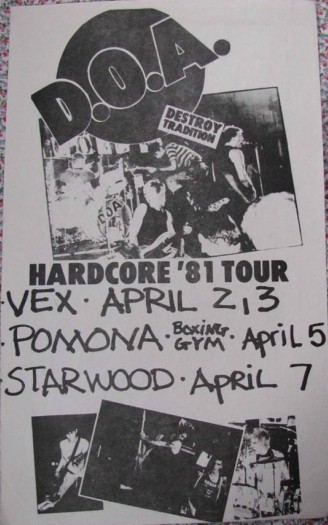 D.O.A.
DESTROY
TRADITION
D.O.A.
HARDCORE '81 TOUR
VEX · APRIL 2,3
POMONA · BOXING GYM · April 5
STARWOOD · April 7